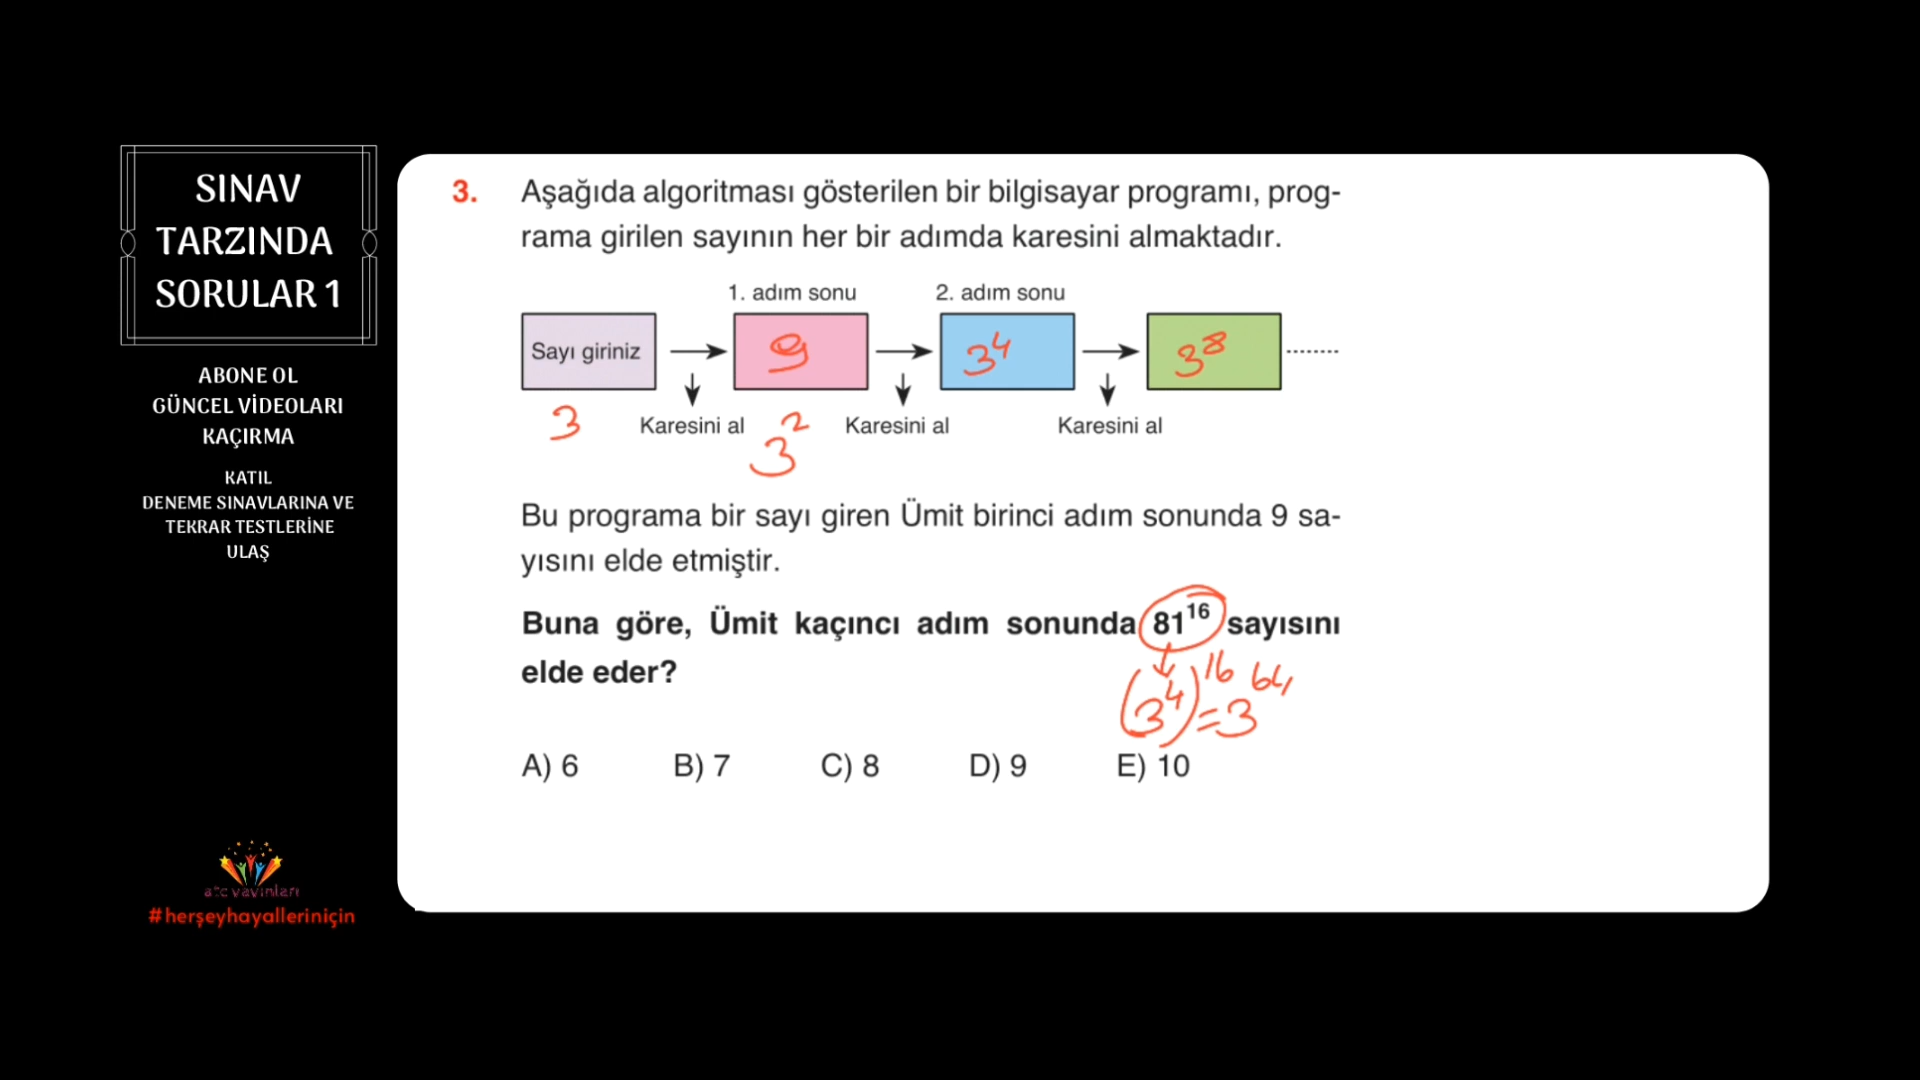 SINAV
TARZINDA
SORULAR 1
ABONE OL
GÜNCEL VİDEOLARI
KAÇIRMA
KATIL
DENEME SINAVLARINA VE
TEKRAR TESTLERİNE
ULAŞ
atc yayınları
#herşeyhayalleriniçin
3. Aşağıda algoritması gösterilen bir bilgisayar programı, prog-
rama girilen sayının her bir adımda karesini almaktadır.
1. adım sonu 2. adım sonu
Sayı giriniz 9 3⁴ 3⁸
3 Karesini al 3² Karesini al Karesini al
Bu programa bir sayı giren Ümit birinci adım sonunda 9 sa-
yısını elde etmiştir.
Buna göre, Ümit kaçıncı adım sonunda 81¹⁶ sayısını
elde eder?
(3⁴)¹⁶=3⁶⁴
A) 6 B) 7 C) 8 D) 9 E) 10